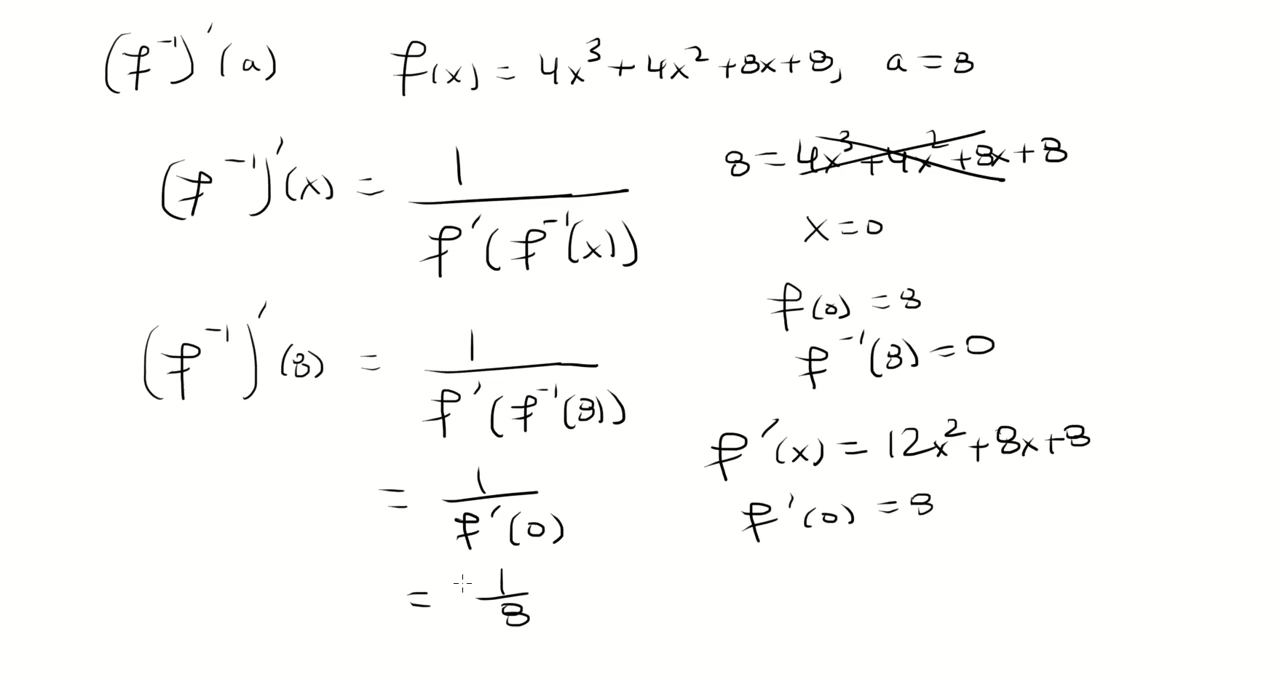 (f⁻¹)′(a)    f(x) = 4x³ + 4x² + 8x + 8,  a = 8
8 = 4x³ + 4x² + 8x + 8
(f⁻¹)′(x) = 1 / f′(f⁻¹(x))
x = 0
f(0) = 8
f⁻¹(8) = 0
(f⁻¹)′(8) = 1 / f′(f⁻¹(8))
f′(x) = 12x² + 8x + 8
= 1 / f′(0)
f′(0) = 8
= 1 / 8